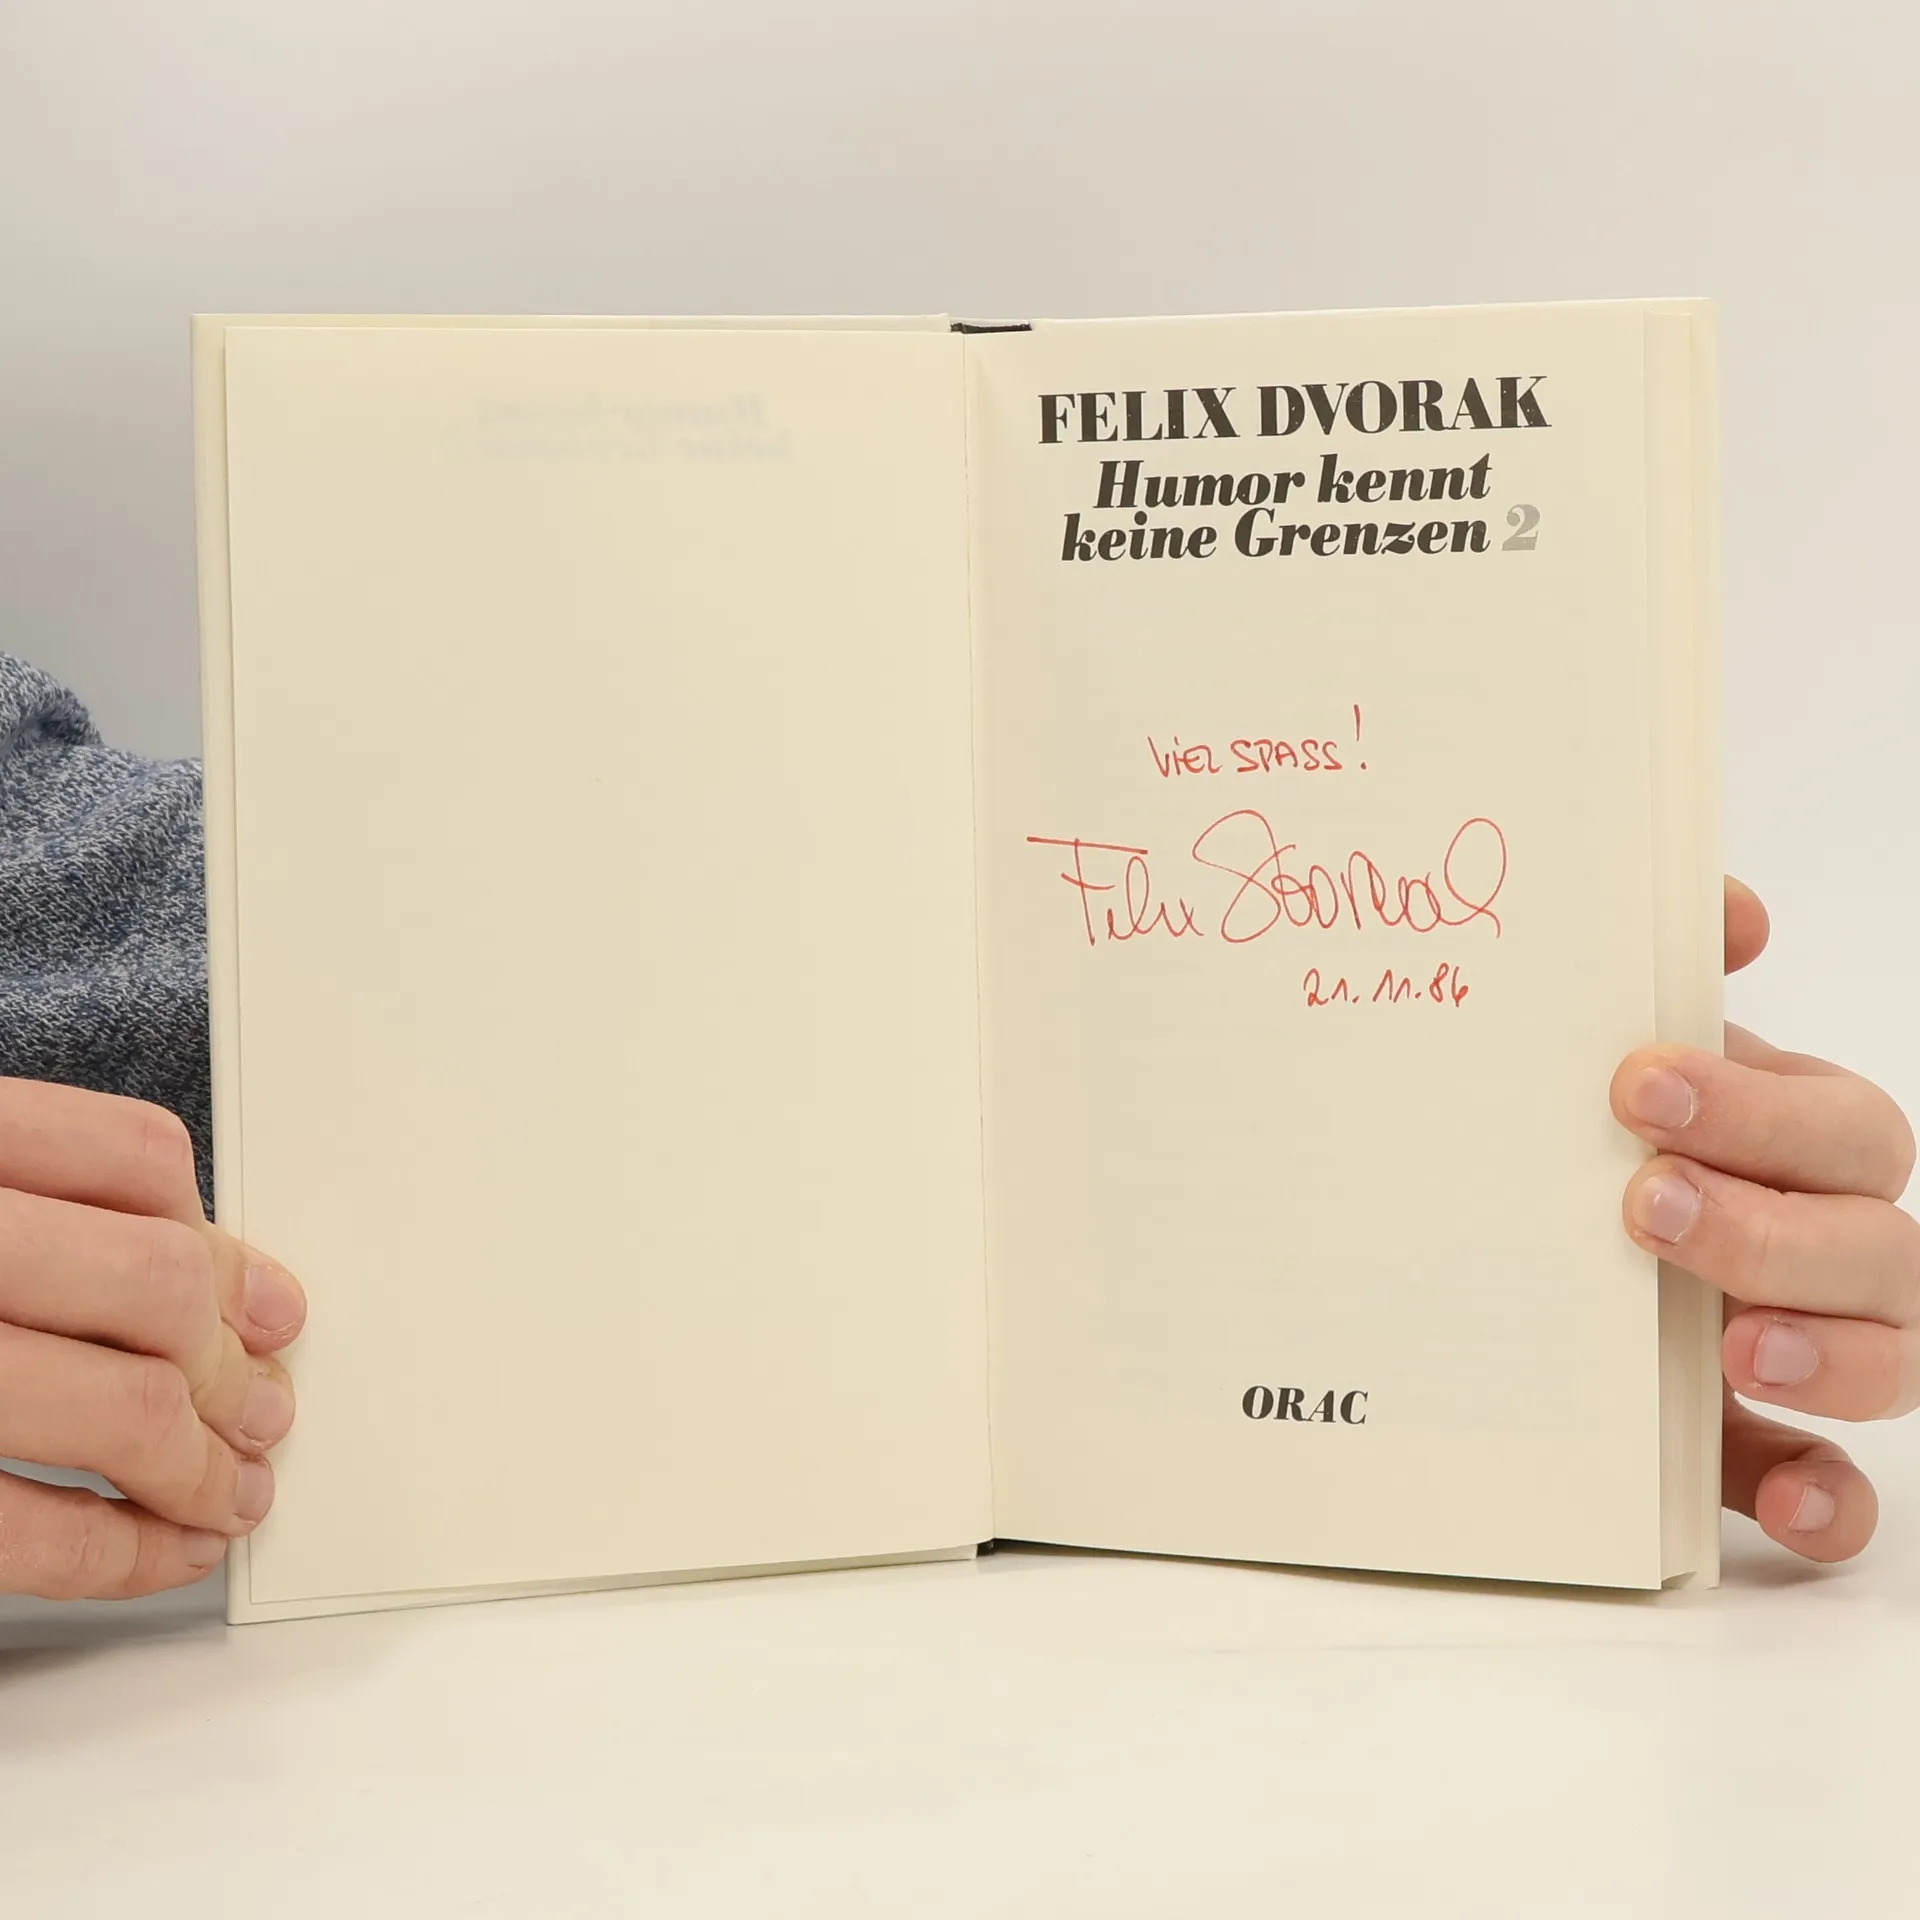 FELIX DVORAK
Humor kennt
keine Grenzen 2
VIEL SPASS!
Felix Dvorak
21.11.86
ORAC